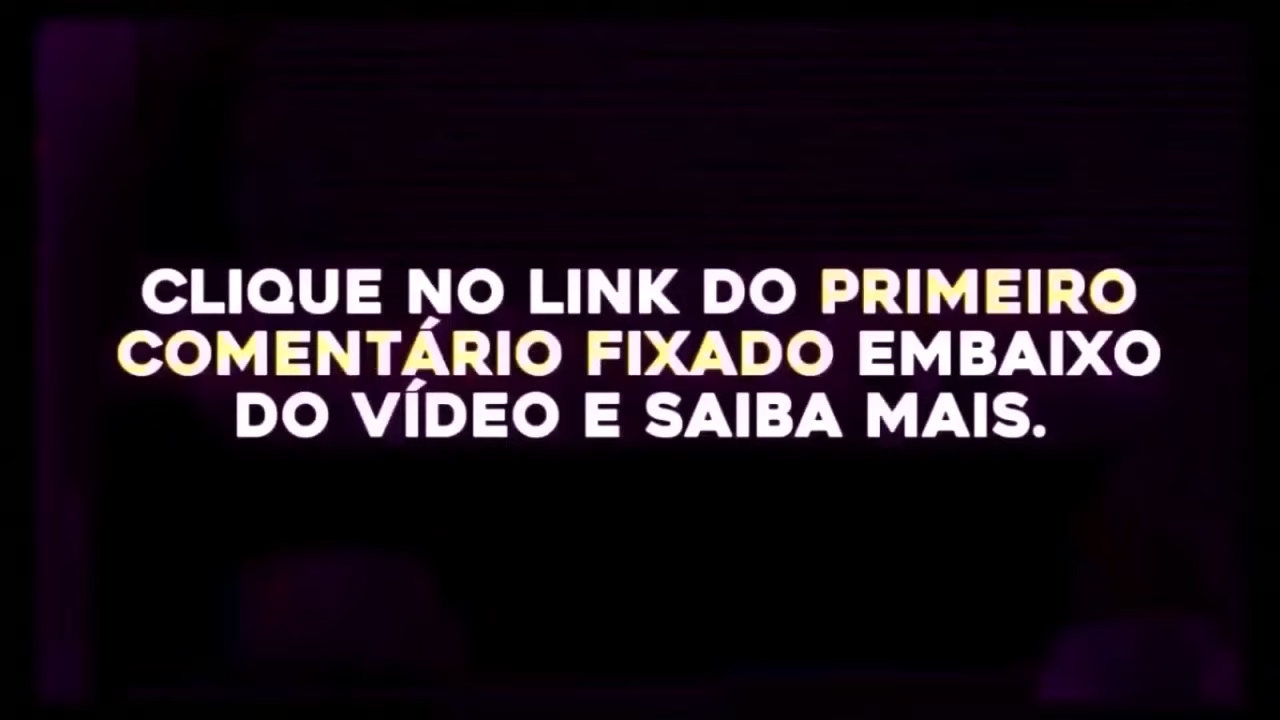 CLIQUE NO LINK DO PRIMEIRO
COMENTÁRIO FIXADO EMBAIXO
DO VÍDEO E SAIBA MAIS.